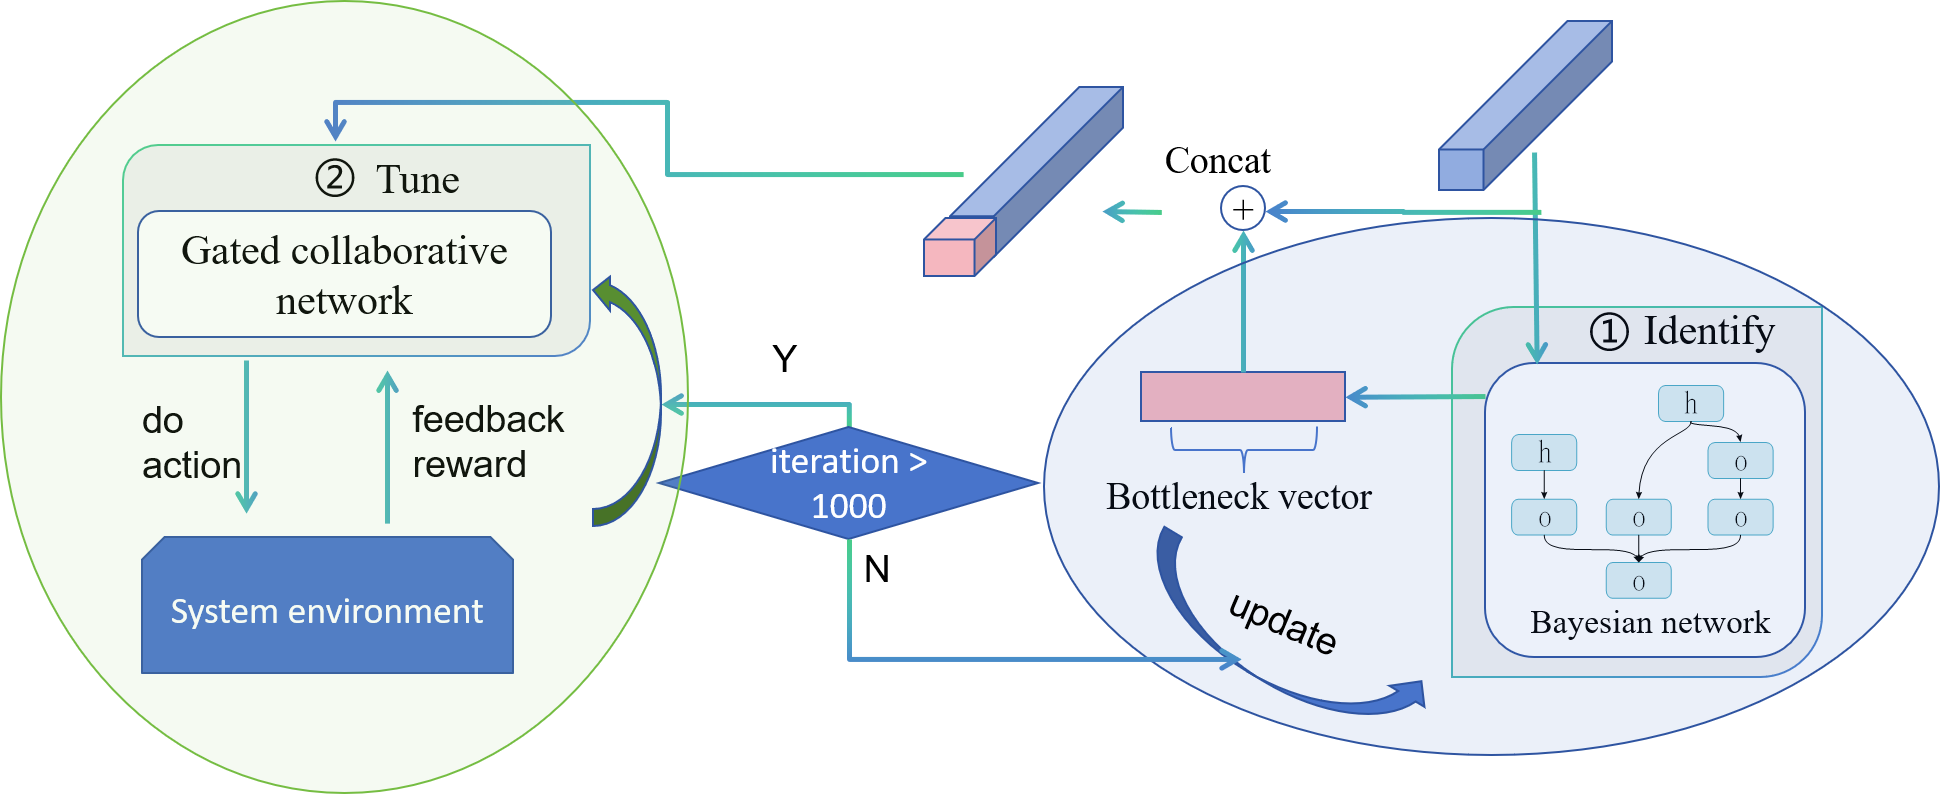 ② Tune
Gated collaborative
network
do
action
feedback
reward
System environment
Y
iteration >
1000
N
Concat
+
Bottleneck vector
update
① Identify
h
h
o
o
o
o
o
Bayesian network